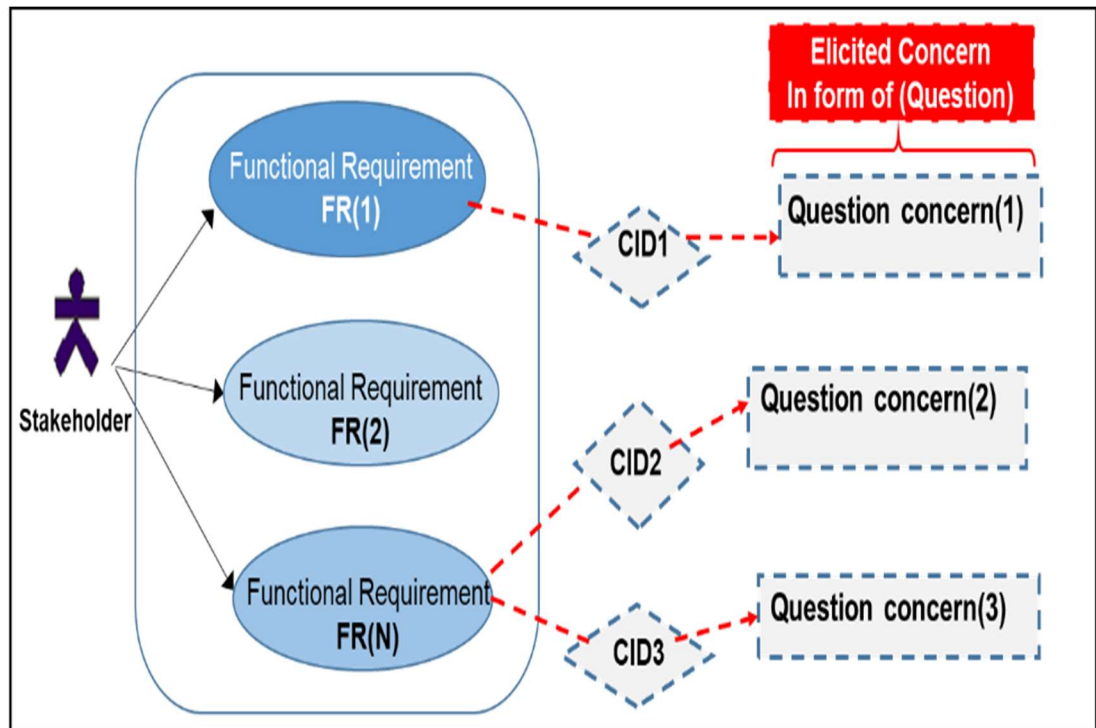 Elicited Concern
In form of (Question)
Functional Requirement
FR(1)
CID1
Question concern(1)
Stakeholder
Functional Requirement
FR(2)
CID2
Question concern(2)
Functional Requirement
FR(N)
CID3
Question concern(3)